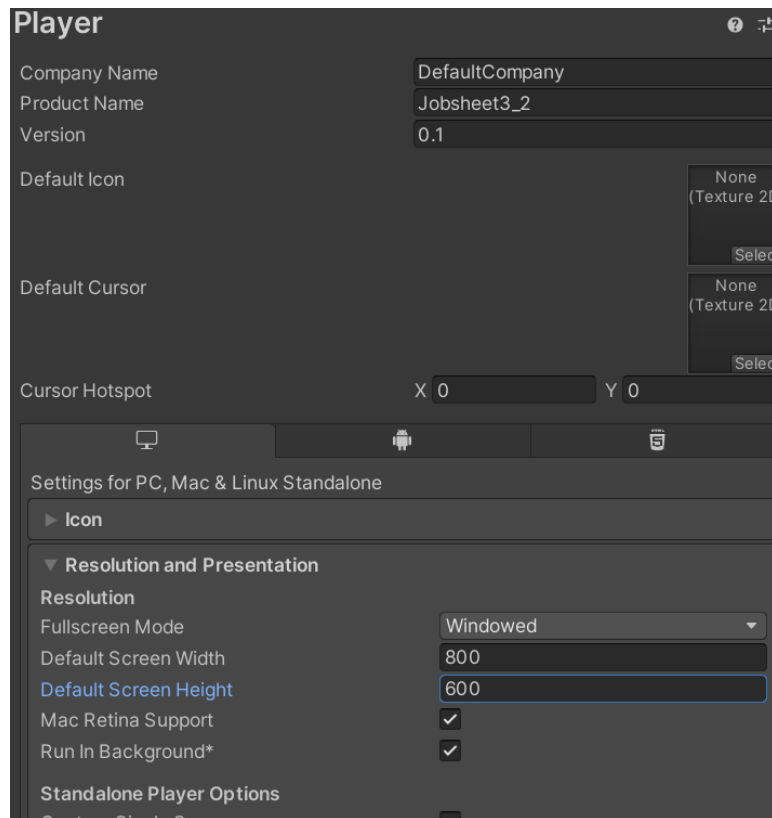 Player
Company Name DefaultCompany
Product Name Jobsheet3_2
Version 0.1
Default Icon None
(Texture 2D
Selec
Default Cursor None
(Texture 2D
Selec
Cursor Hotspot X 0 Y 0
Settings for PC, Mac & Linux Standalone
Icon
Resolution and Presentation
Resolution
Fullscreen Mode Windowed
Default Screen Width 800
Default Screen Height 600
Mac Retina Support
Run In Background*
Standalone Player Options